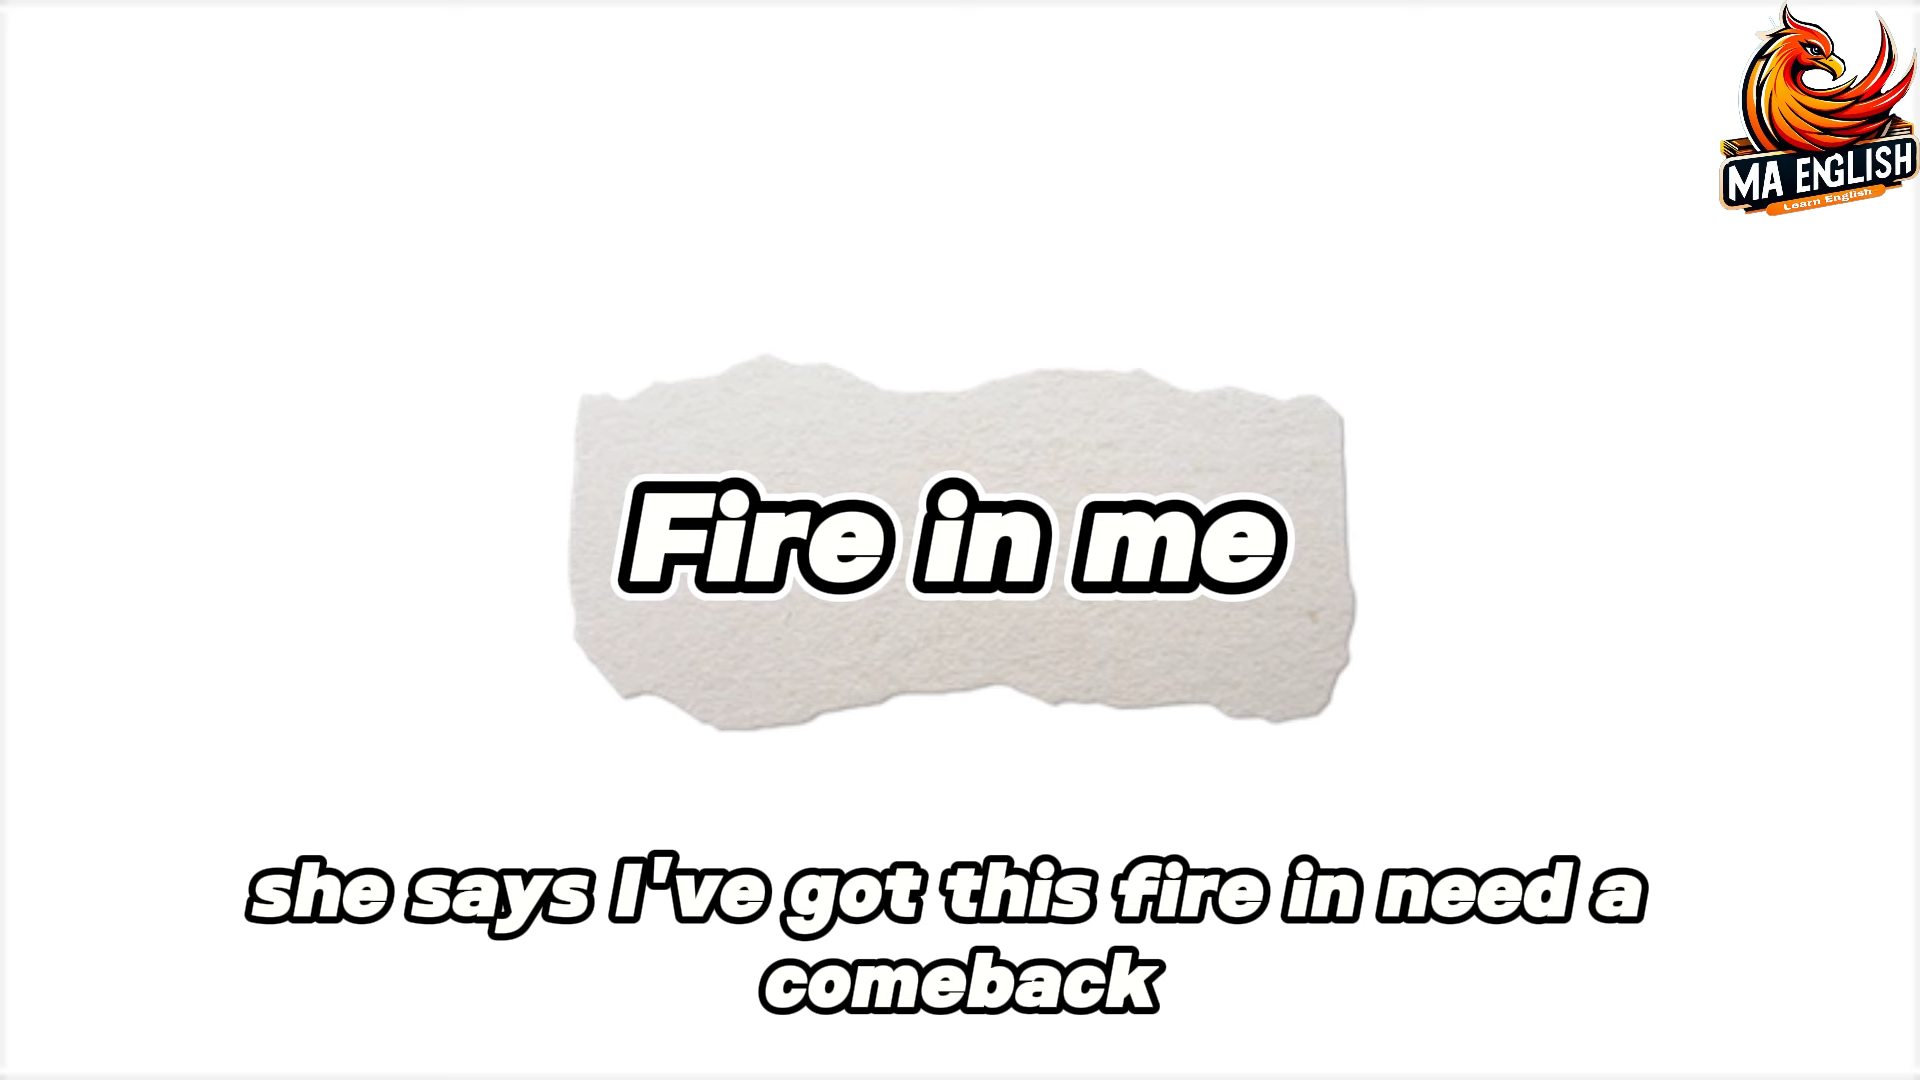 MA ENGLISH
Learn English
Fire in me
she says I've got this fire in need a
comeback